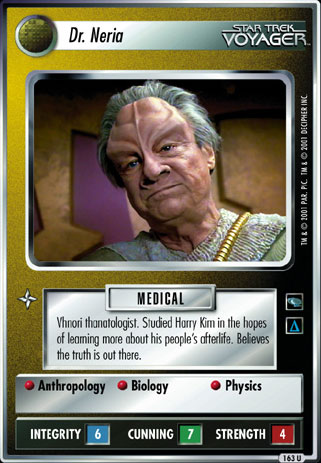 Dr. Neria
STAR TREK
VOYAGER™
TM & © 2001 PAR. P.C. TM & © 2001 DECIPHER INC.
MEDICAL
Vhnori thanatologist. Studied Harry Kim in the hopes
of learning more about his people's afterlife. Believes
the truth is out there.
Anthropology Biology Physics
INTEGRITY 6 CUNNING 7 STRENGTH 4
163 U